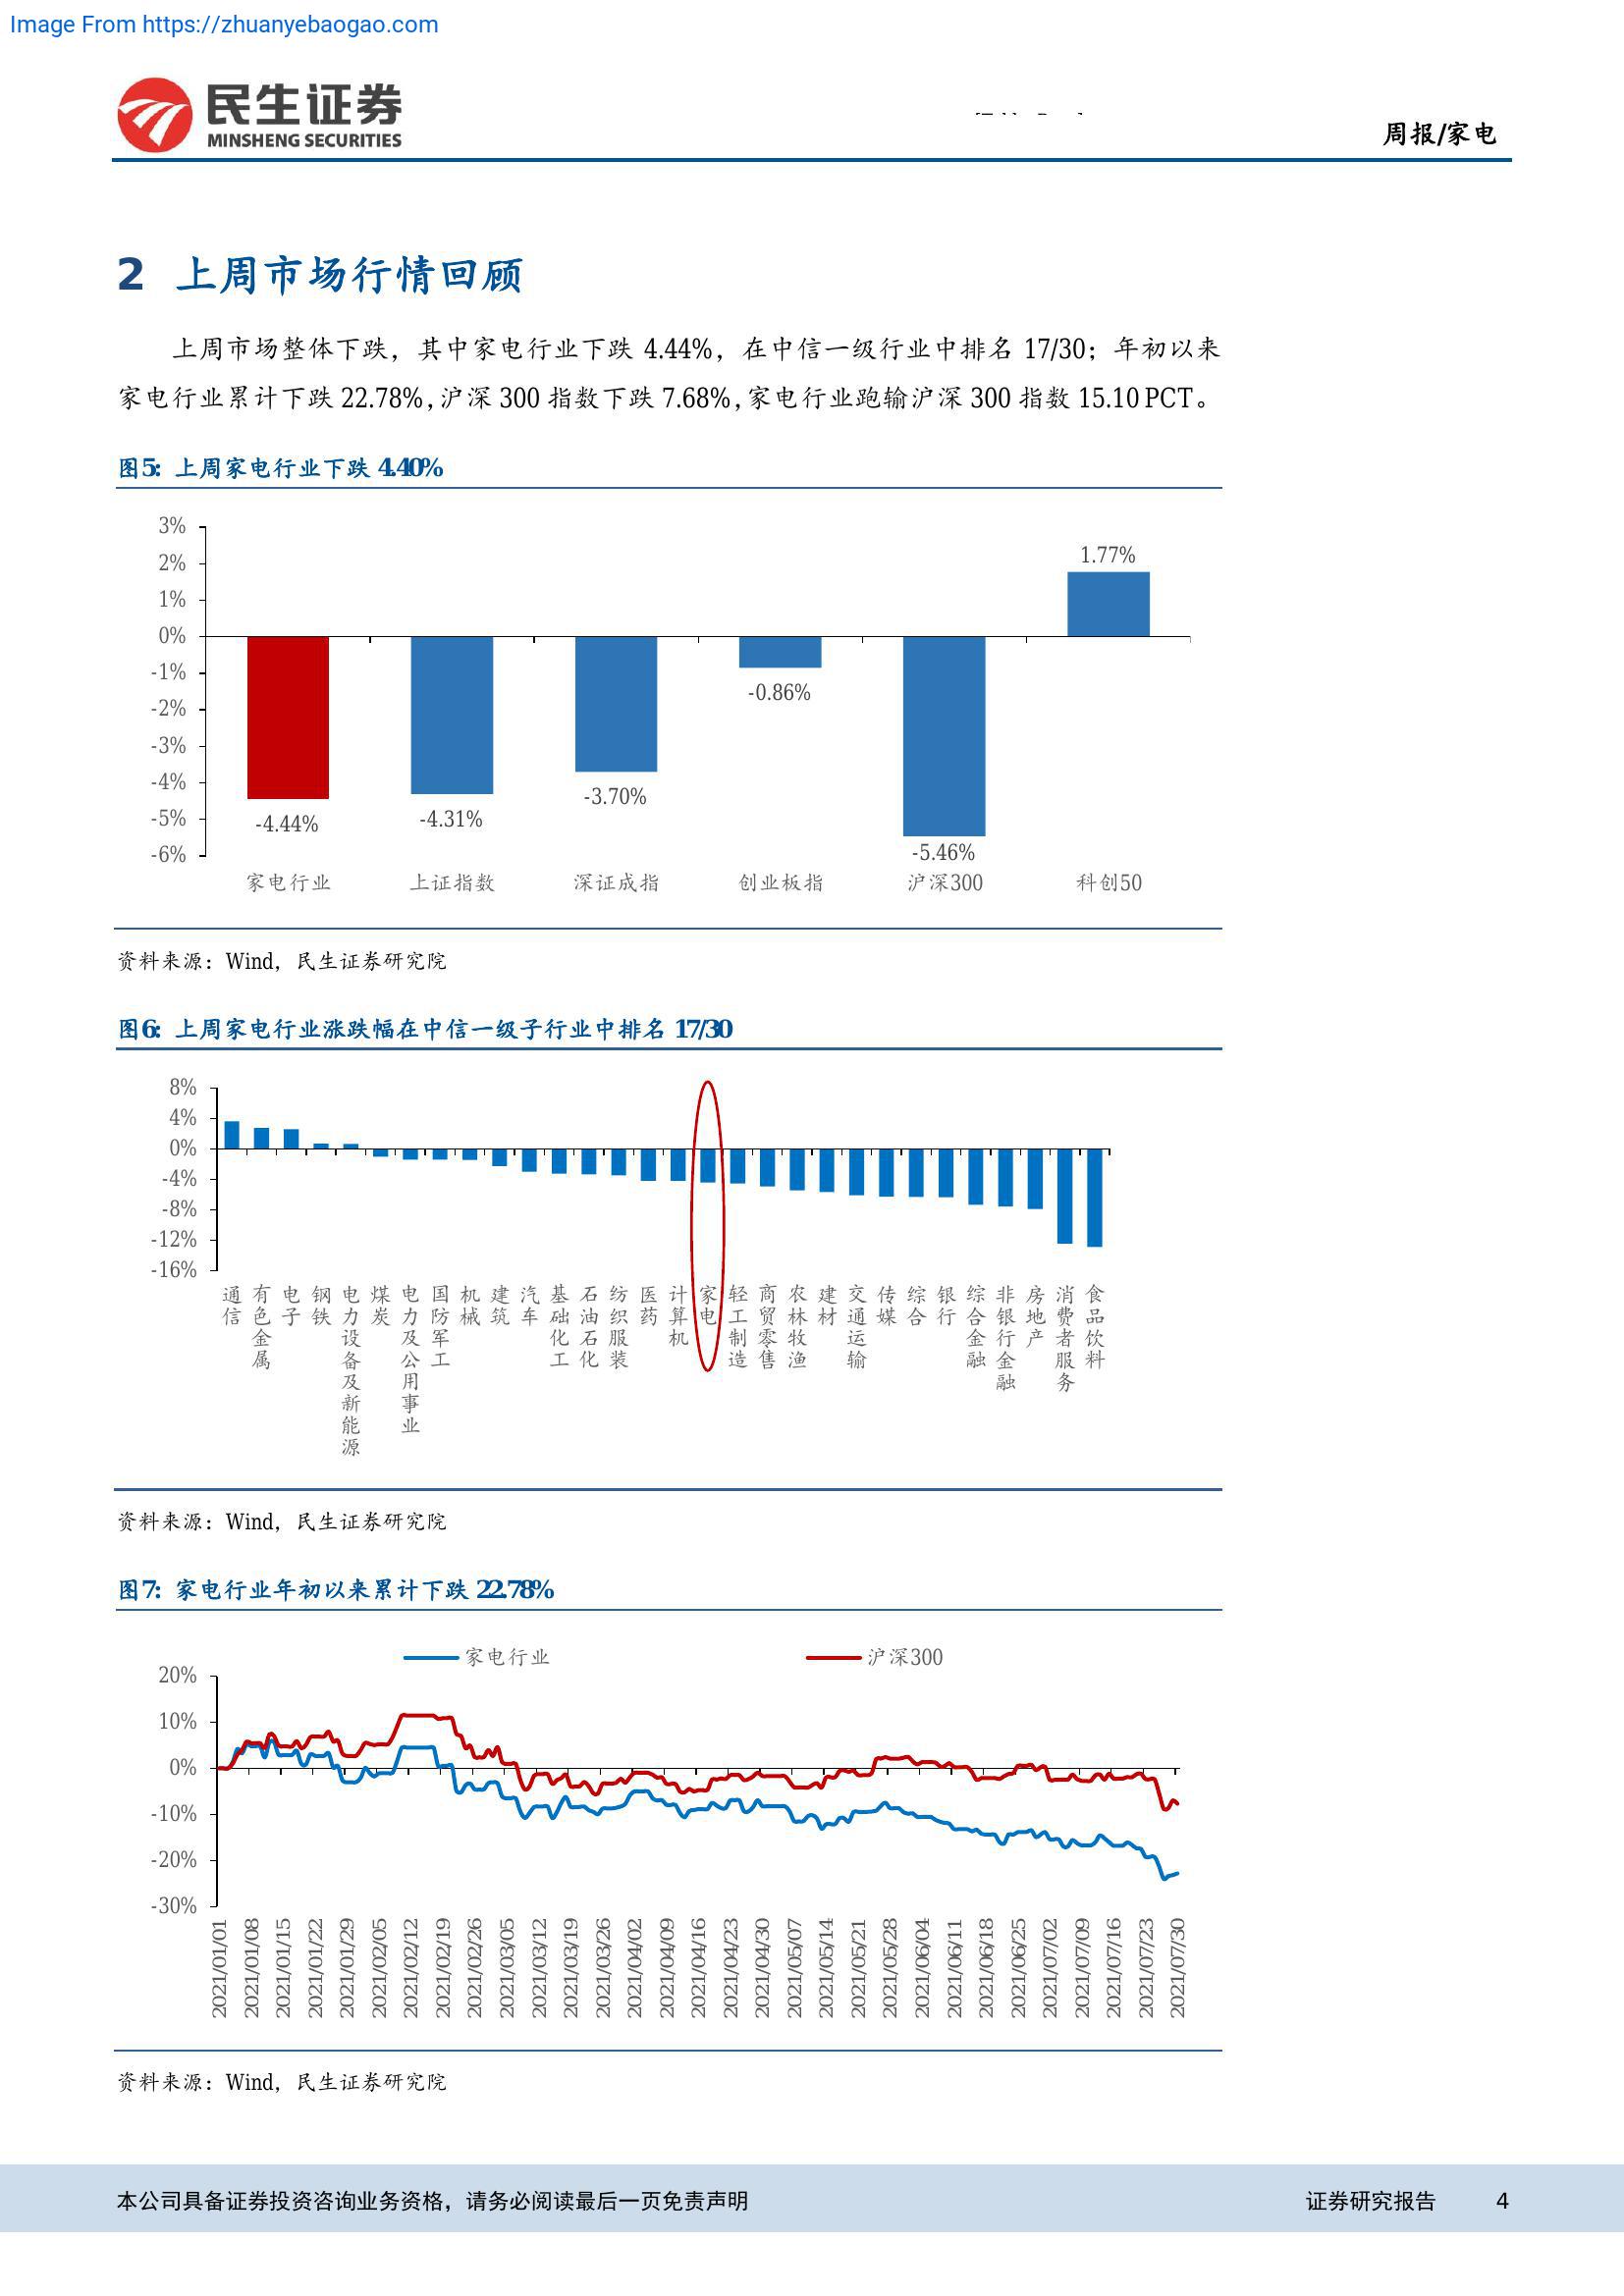 Image From https://zhuanyebaogao.com
民生证券
MINSHENG SECURITIES
周报/家电
2 上周市场行情回顾
上周市场整体下跌，其中家电行业下跌 4.44%，在中信一级行业中排名 17/30；年初以来
家电行业累计下跌 22.78%，沪深 300 指数下跌 7.68%，家电行业跑输沪深 300 指数 15.10 PCT。
图5：上周家电行业下跌 4.40%
3%
2%
1%
0%
-1%
-2%
-3%
-4%
-5%
-6%
1.77%
-0.86%
-3.70%
-4.31%
-4.44%
-5.46%
家电行业 上证指数 深证成指 创业板指 沪深300 科创50
资料来源：Wind，民生证券研究院
图6：上周家电行业涨跌幅在中信一级子行业中排名 17/30
8%
4%
0%
-4%
-8%
-12%
-16%
通信
有色金属
电子
钢铁
电力设备及新能源
煤炭
电力及公用事业
国防军工
机械
建筑
汽车
基础化工
石油石化
纺织服装
医药
计算机
家电
轻工制造
商贸零售
农林牧渔
建材
交通运输
传媒
综合
银行
综合金融
非银行金融
房地产
消费者服务
食品饮料
资料来源：Wind，民生证券研究院
图7：家电行业年初以来累计下跌 22.78%
家电行业 沪深300
20%
10%
0%
-10%
-20%
-30%
2021/01/01
2021/01/08
2021/01/15
2021/01/22
2021/01/29
2021/02/05
2021/02/12
2021/02/19
2021/02/26
2021/03/05
2021/03/12
2021/03/19
2021/03/26
2021/04/02
2021/04/09
2021/04/16
2021/04/23
2021/04/30
2021/05/07
2021/05/14
2021/05/21
2021/05/28
2021/06/04
2021/06/11
2021/06/18
2021/06/25
2021/07/02
2021/07/09
2021/07/16
2021/07/23
2021/07/30
资料来源：Wind，民生证券研究院
本公司具备证券投资咨询业务资格，请务必阅读最后一页免责声明 证券研究报告 4